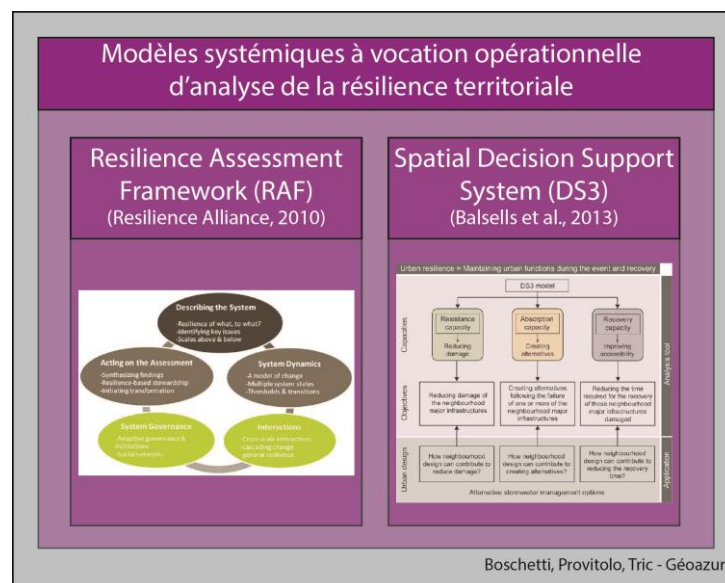 Modèles systémiques à vocation opérationnelle
d'analyse de la résilience territoriale
Resilience Assessment
Framework (RAF)
(Resilience Alliance, 2010)
Describing the System
-Resilience of what, to what?
-Identifying key issues
-Scales above & below
Acting on the Assessment
-Synthesizing findings
-Resilience-based stewardship
-Initiating transformation
System Dynamics
-A model of change
-Multiple system states
-Thresholds & transitions
System Governance
-Adaptive governance &
institutions
-Social networks
Interactions
-Cross-scale interactions
-Cascading change
-general resilience
Spatial Decision Support
System (DS3)
(Balsells et al., 2013)
Urban resilience = Maintaining urban functions during the event and recovery
DS3 model
Capacities
Resistance
capacity
Reducing
damage
Absorption
capacity
Creating
alternatives
Recovery
capacity
Improving
accessibility
Analysis tool
Objectives
Reducing damage of
the neighbourhood
major infrastructures
Creating alternatives
following the failure
of one or more of the
neighbourhood major
infrastructures
Reducing the time
required for the recovery
of those neighbourhood
major infrastructures
damaged
Urban design
How neighbourhood
design can contribute to
reduce damage?
How neighbourhood
design can contribute to
creating alternatives?
How neighbourhood
design can contribute to
reducing the recovery
time?
Application
Alternative stormwater management options
Boschetti, Provitolo, Tric - Géoazur